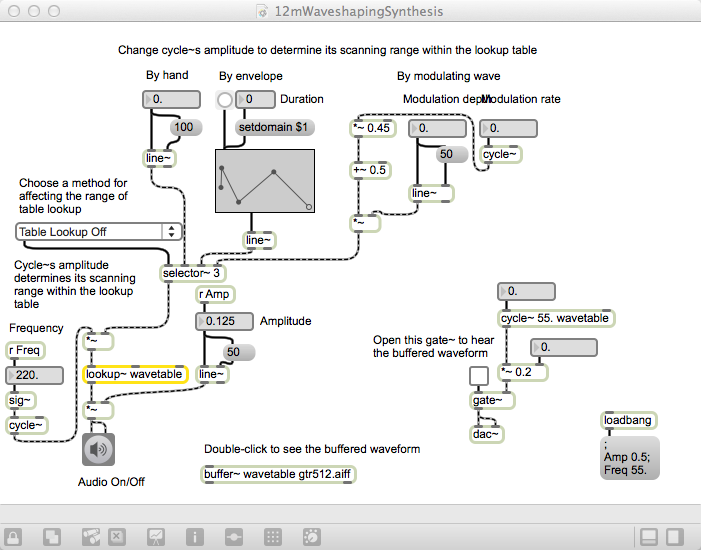 12mWaveshapingSynthesis
Change cycle~s amplitude to determine its scanning range within the lookup table
By hand
By envelope
By modulating wave
0.
0
Duration
Modulation depth
Modulation rate
100
setdomain $1
*~ 0.45
0.
0.
line~
50
cycle~
+~ 0.5
Choose a method for
affecting the range of
table lookup
line~
Table Lookup Off
line~
*~
Cycle~s amplitude
determines its scanning
range within the lookup
table
selector~ 3
r Amp
0.
0.125
Amplitude
cycle~ 55. wavetable
Frequency
*~
Open this gate~ to hear
the buffered waveform
0.
r Freq
50
220.
lookup~ wavetable
line~
*~ 0.2
sig~
*~
gate~
cycle~
dac~
loadbang
Double-click to see the buffered waveform
;
Amp 0.5;
Freq 55.
buffer~ wavetable gtr512.aiff
Audio On/Off